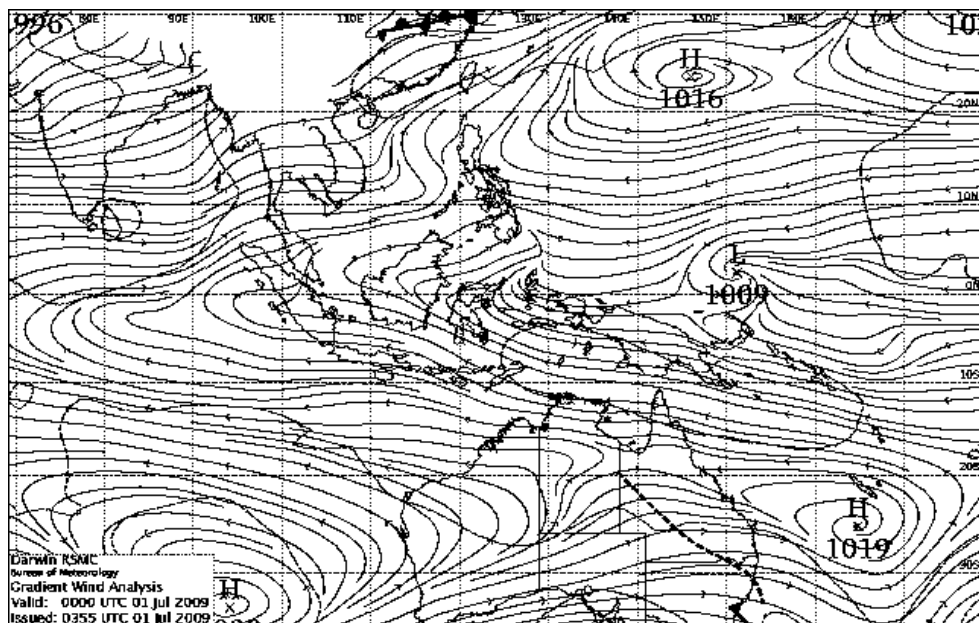 996
80E 90E 100E 110E 120E 130E 140E 150E 160E 170E
H
1016
20N
10N
L
1009
0N
10S
20S
H
1019
30S
Darwin RSMC
Bureau of Meteorology
Gradient Wind Analysis
Valid: 0000 UTC 01 Jul 2009
Issued: 0355 UTC 01 Jul 2009
H